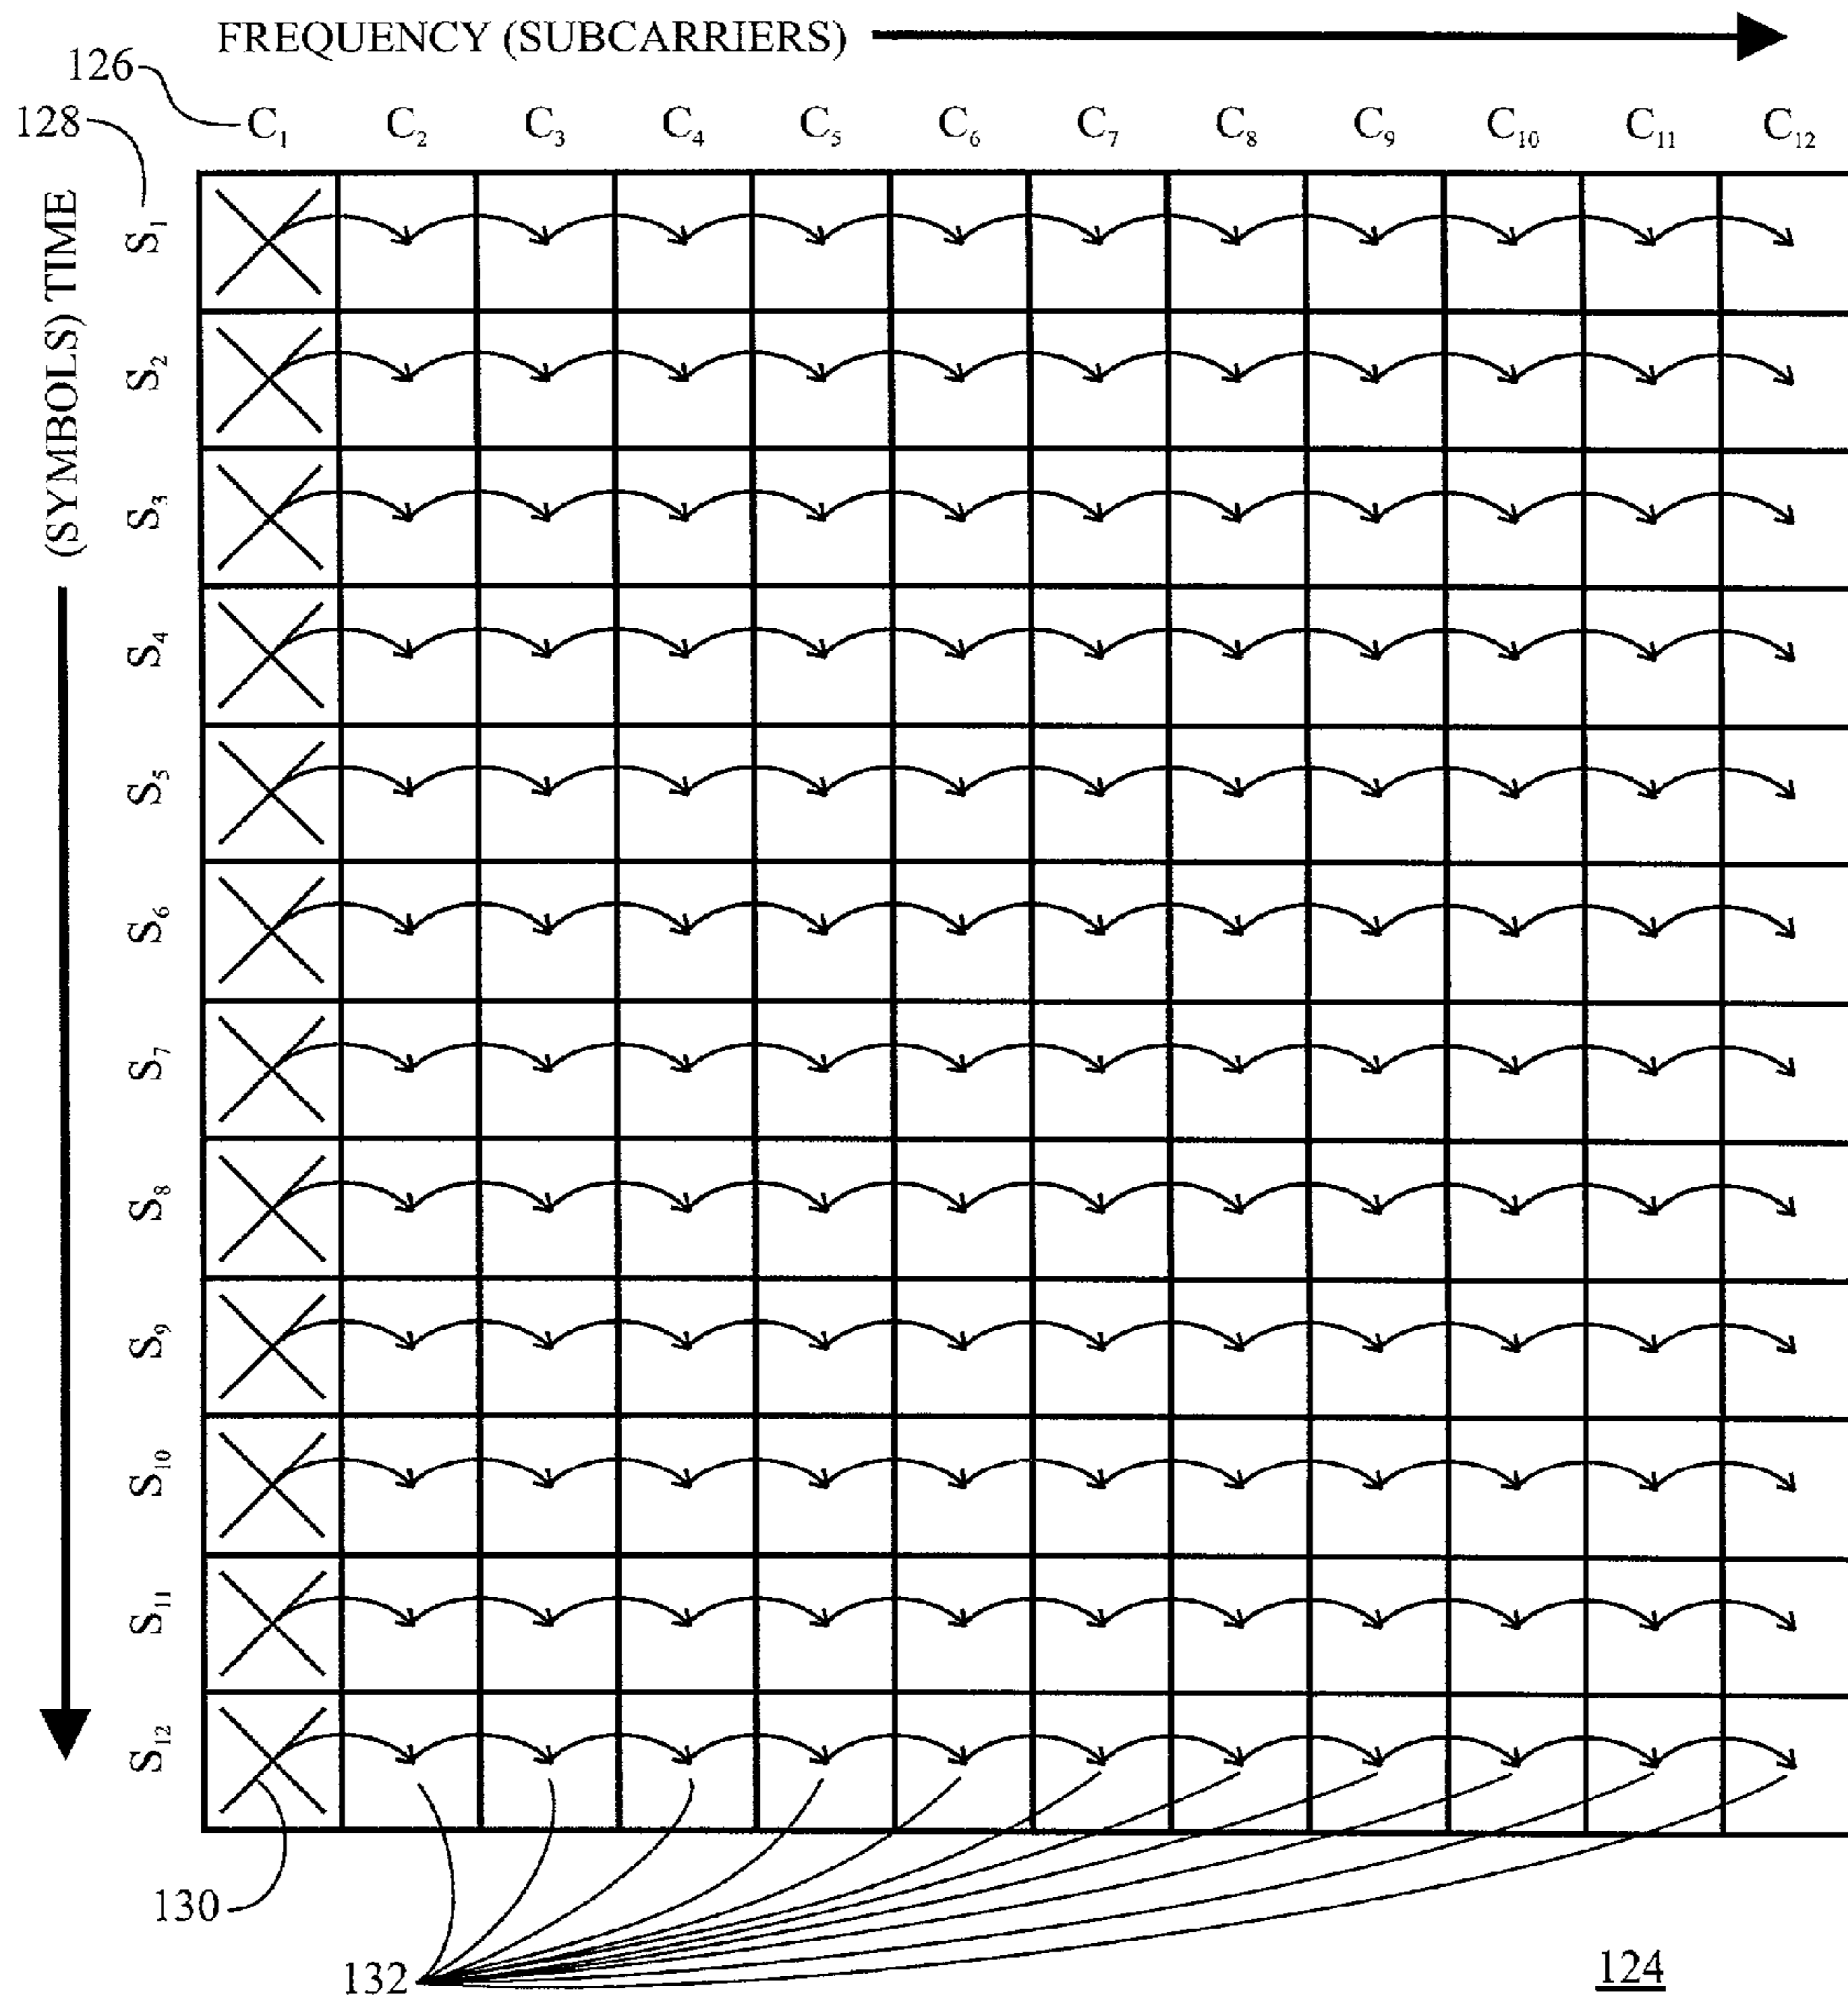 FREQUENCY (SUBCARRIERS)
126
128
C₁ C₂ C₃ C₄ C₅ C₆ C₇ C₈ C₉ C₁₀ C₁₁ C₁₂
(SYMBOLS) TIME
S₁
S₂
S₃
S₄
S₅
S₆
S₇
S₈
S₉
S₁₀
S₁₁
S₁₂
130
132
124